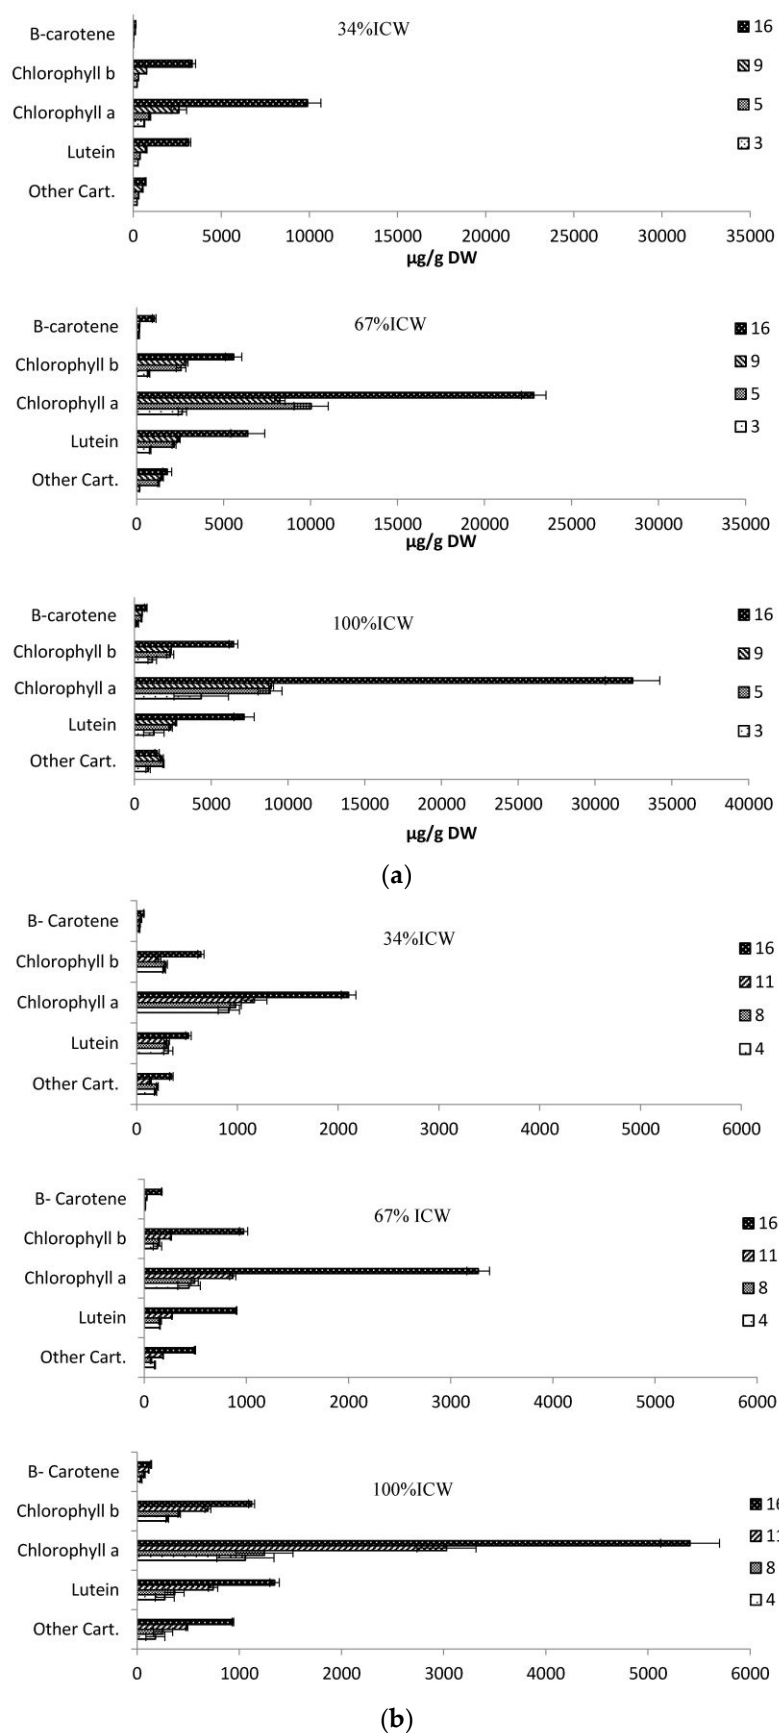 34%ICW
B-carotene
Chlorophyll b
Chlorophyll a
Lutein
Other Cart.
16
9
5
3
0 5000 10000 15000 20000 25000 30000 35000
µg/g DW
67%ICW
B-carotene
Chlorophyll b
Chlorophyll a
Lutein
Other Cart.
16
9
5
3
0 5000 10000 15000 20000 25000 30000 35000
µg/g DW
100%ICW
B-carotene
Chlorophyll b
Chlorophyll a
Lutein
Other Cart.
16
9
5
3
0 5000 10000 15000 20000 25000 30000 35000 40000
µg/g DW
(a)
34%ICW
B- Carotene
Chlorophyll b
Chlorophyll a
Lutein
Other Cart.
16
11
8
4
0 1000 2000 3000 4000 5000 6000
67% ICW
B- Carotene
Chlorophyll b
Chlorophyll a
Lutein
Other Cart.
16
11
8
4
0 1000 2000 3000 4000 5000 6000
100%ICW
B- Carotene
Chlorophyll b
Chlorophyll a
Lutein
Other Cart.
16
11
8
4
0 1000 2000 3000 4000 5000 6000
(b)